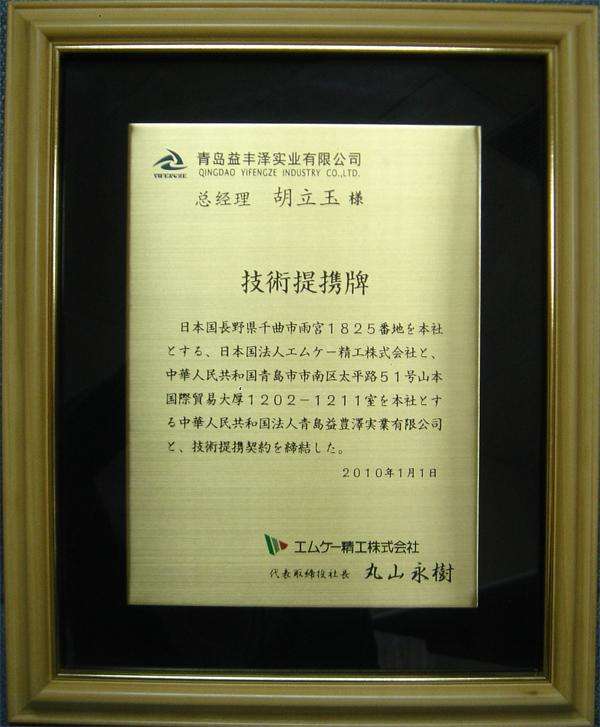 YIFENGZE
青岛益丰泽实业有限公司
QINGDAO YIFENGZE INDUSTRY CO.,LTD.
总经理 胡立玉 様
技術提携牌
日本国長野県千曲市雨宮1825番地を本社
とする、日本国法人エムケー精工株式会社と、
中華人民共和国青島市市南区太平路51号山本
国際貿易大厚1202-1211室を本社とす
る中華人民共和国法人青島益豊澤実業有限公司
と、技術提携契約を締結した。
2010年1月1日
エムケー精工株式会社
代表取締役社長 丸山永樹